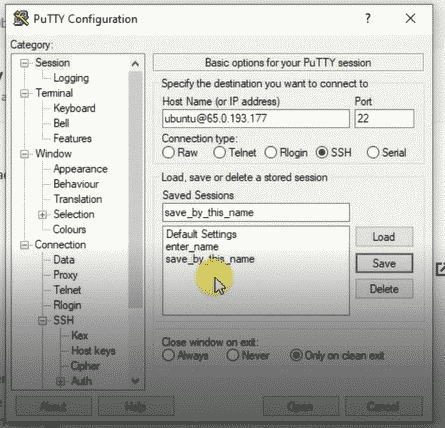 PuTTY Configuration
?
×
Category:
Session
Logging
Terminal
Keyboard
Bell
Features
Window
Appearance
Behaviour
Translation
Selection
Colours
Connection
Data
Proxy
Telnet
Rlogin
SSH
Kex
Host keys
Cipher
Auth
Basic options for your PuTTY session
Specify the destination you want to connect to
Host Name (or IP address) Port
ubuntu@65.0.193.177 22
Connection type:
Raw Telnet Rlogin SSH Serial
Load, save or delete a stored session
Saved Sessions
save_by_this_name
Default Settings
enter_name
save_by_this_name
Load
Save
Delete
Close window on exit:
Always Never Only on clean exit
About Help Open Cancel